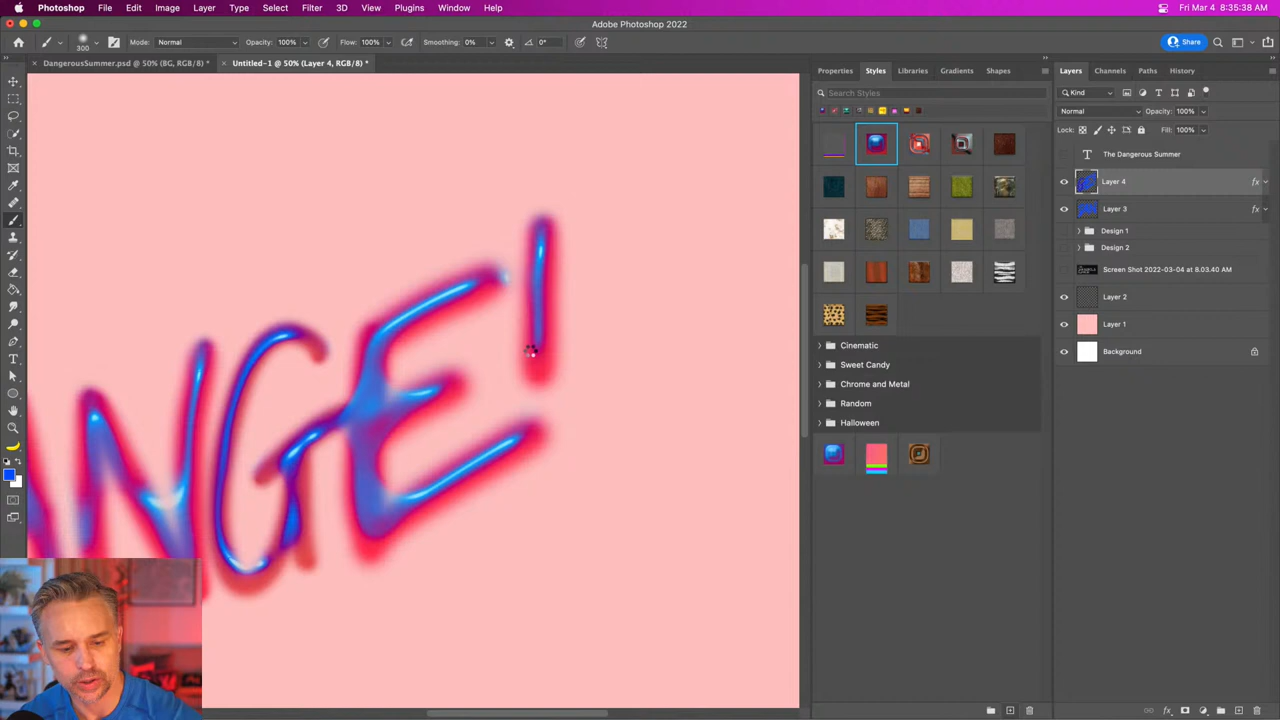 Photoshop File Edit Image Layer Type Select Filter 3D View Plugins Window Help Fri Mar 4 8:35:38 AM
Adobe Photoshop 2022
300 Mode: Normal Opacity: 100% Flow: 100% Smoothing: 0% 0° Share
DangerousSummer.psd @ 50% (BG, RGB/8) * Untitled-1 @ 50% (Layer 4, RGB/8) *
Properties Styles Libraries Gradients Shapes
Search Styles
Cinematic
Sweet Candy
Chrome and Metal
Random
Halloween
Layers Channels Paths History
Kind
Normal Opacity: 100%
Lock: Fill: 100%
The Dangerous Summer
Layer 4 fx
Layer 3 fx
Design 1
Design 2
Screen Shot 2022-03-04 at 8.03.40 AM
Layer 2
Layer 1
Background
NGE!